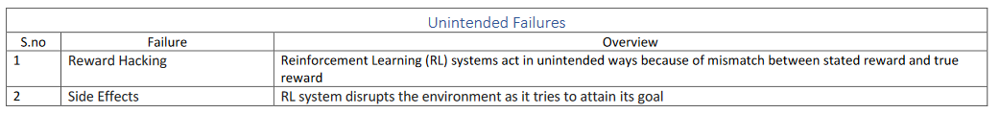 Unintended Failures
S.no Failure Overview
1 Reward Hacking Reinforcement Learning (RL) systems act in unintended ways because of mismatch between stated reward and true
reward
2 Side Effects RL system disrupts the environment as it tries to attain its goal